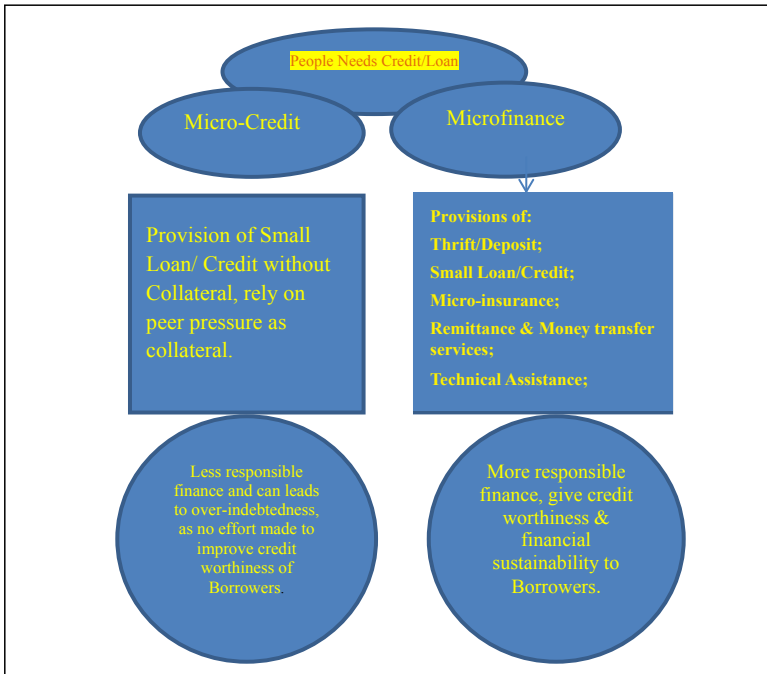 People Needs Credit/Loan
Micro-Credit
Microfinance
Provision of Small
Loan/ Credit without
Collateral, rely on
peer pressure as
collateral.
Provisions of:
Thrift/Deposit;
Small Loan/Credit;
Micro-insurance;
Remittance & Money transfer
services;
Technical Assistance;
Less responsible
finance and can leads
to over-indebtedness,
as no effort made to
improve credit
worthiness of
Borrowers.
More responsible
finance, give credit
worthiness &
financial
sustainability to
Borrowers.